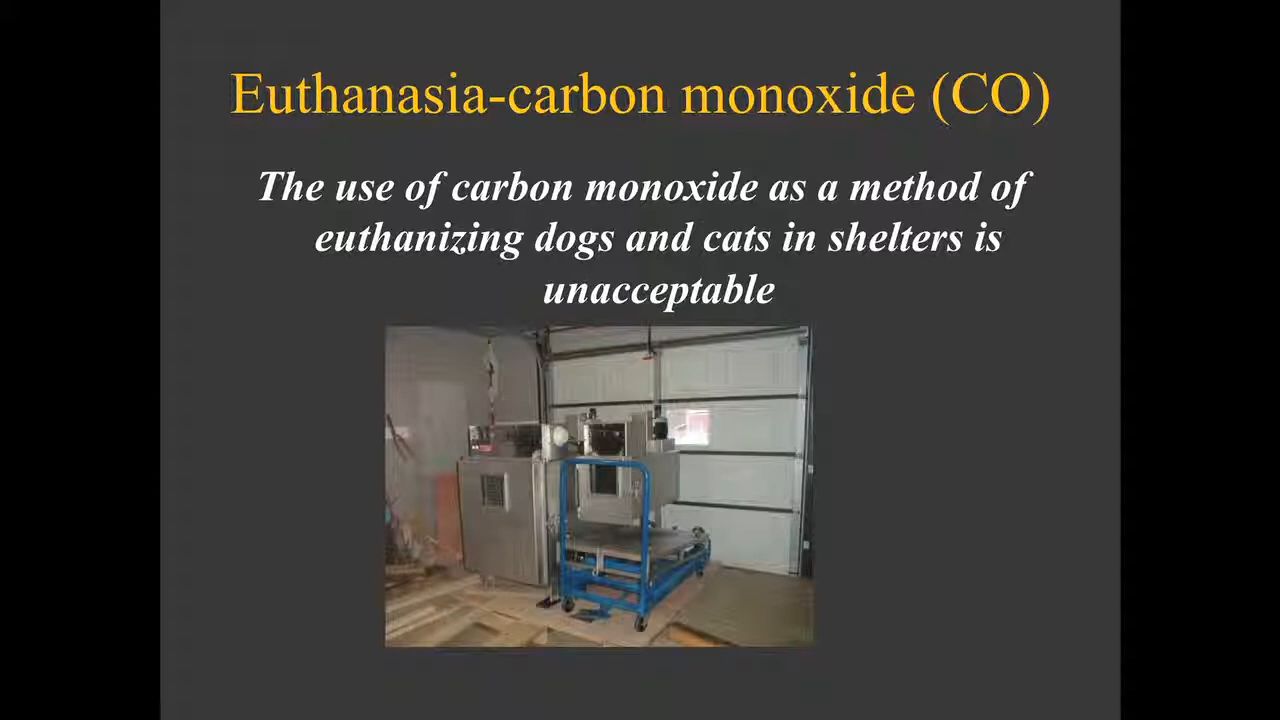 Euthanasia-carbon monoxide (CO)
The use of carbon monoxide as a method of
euthanizing dogs and cats in shelters is
unacceptable